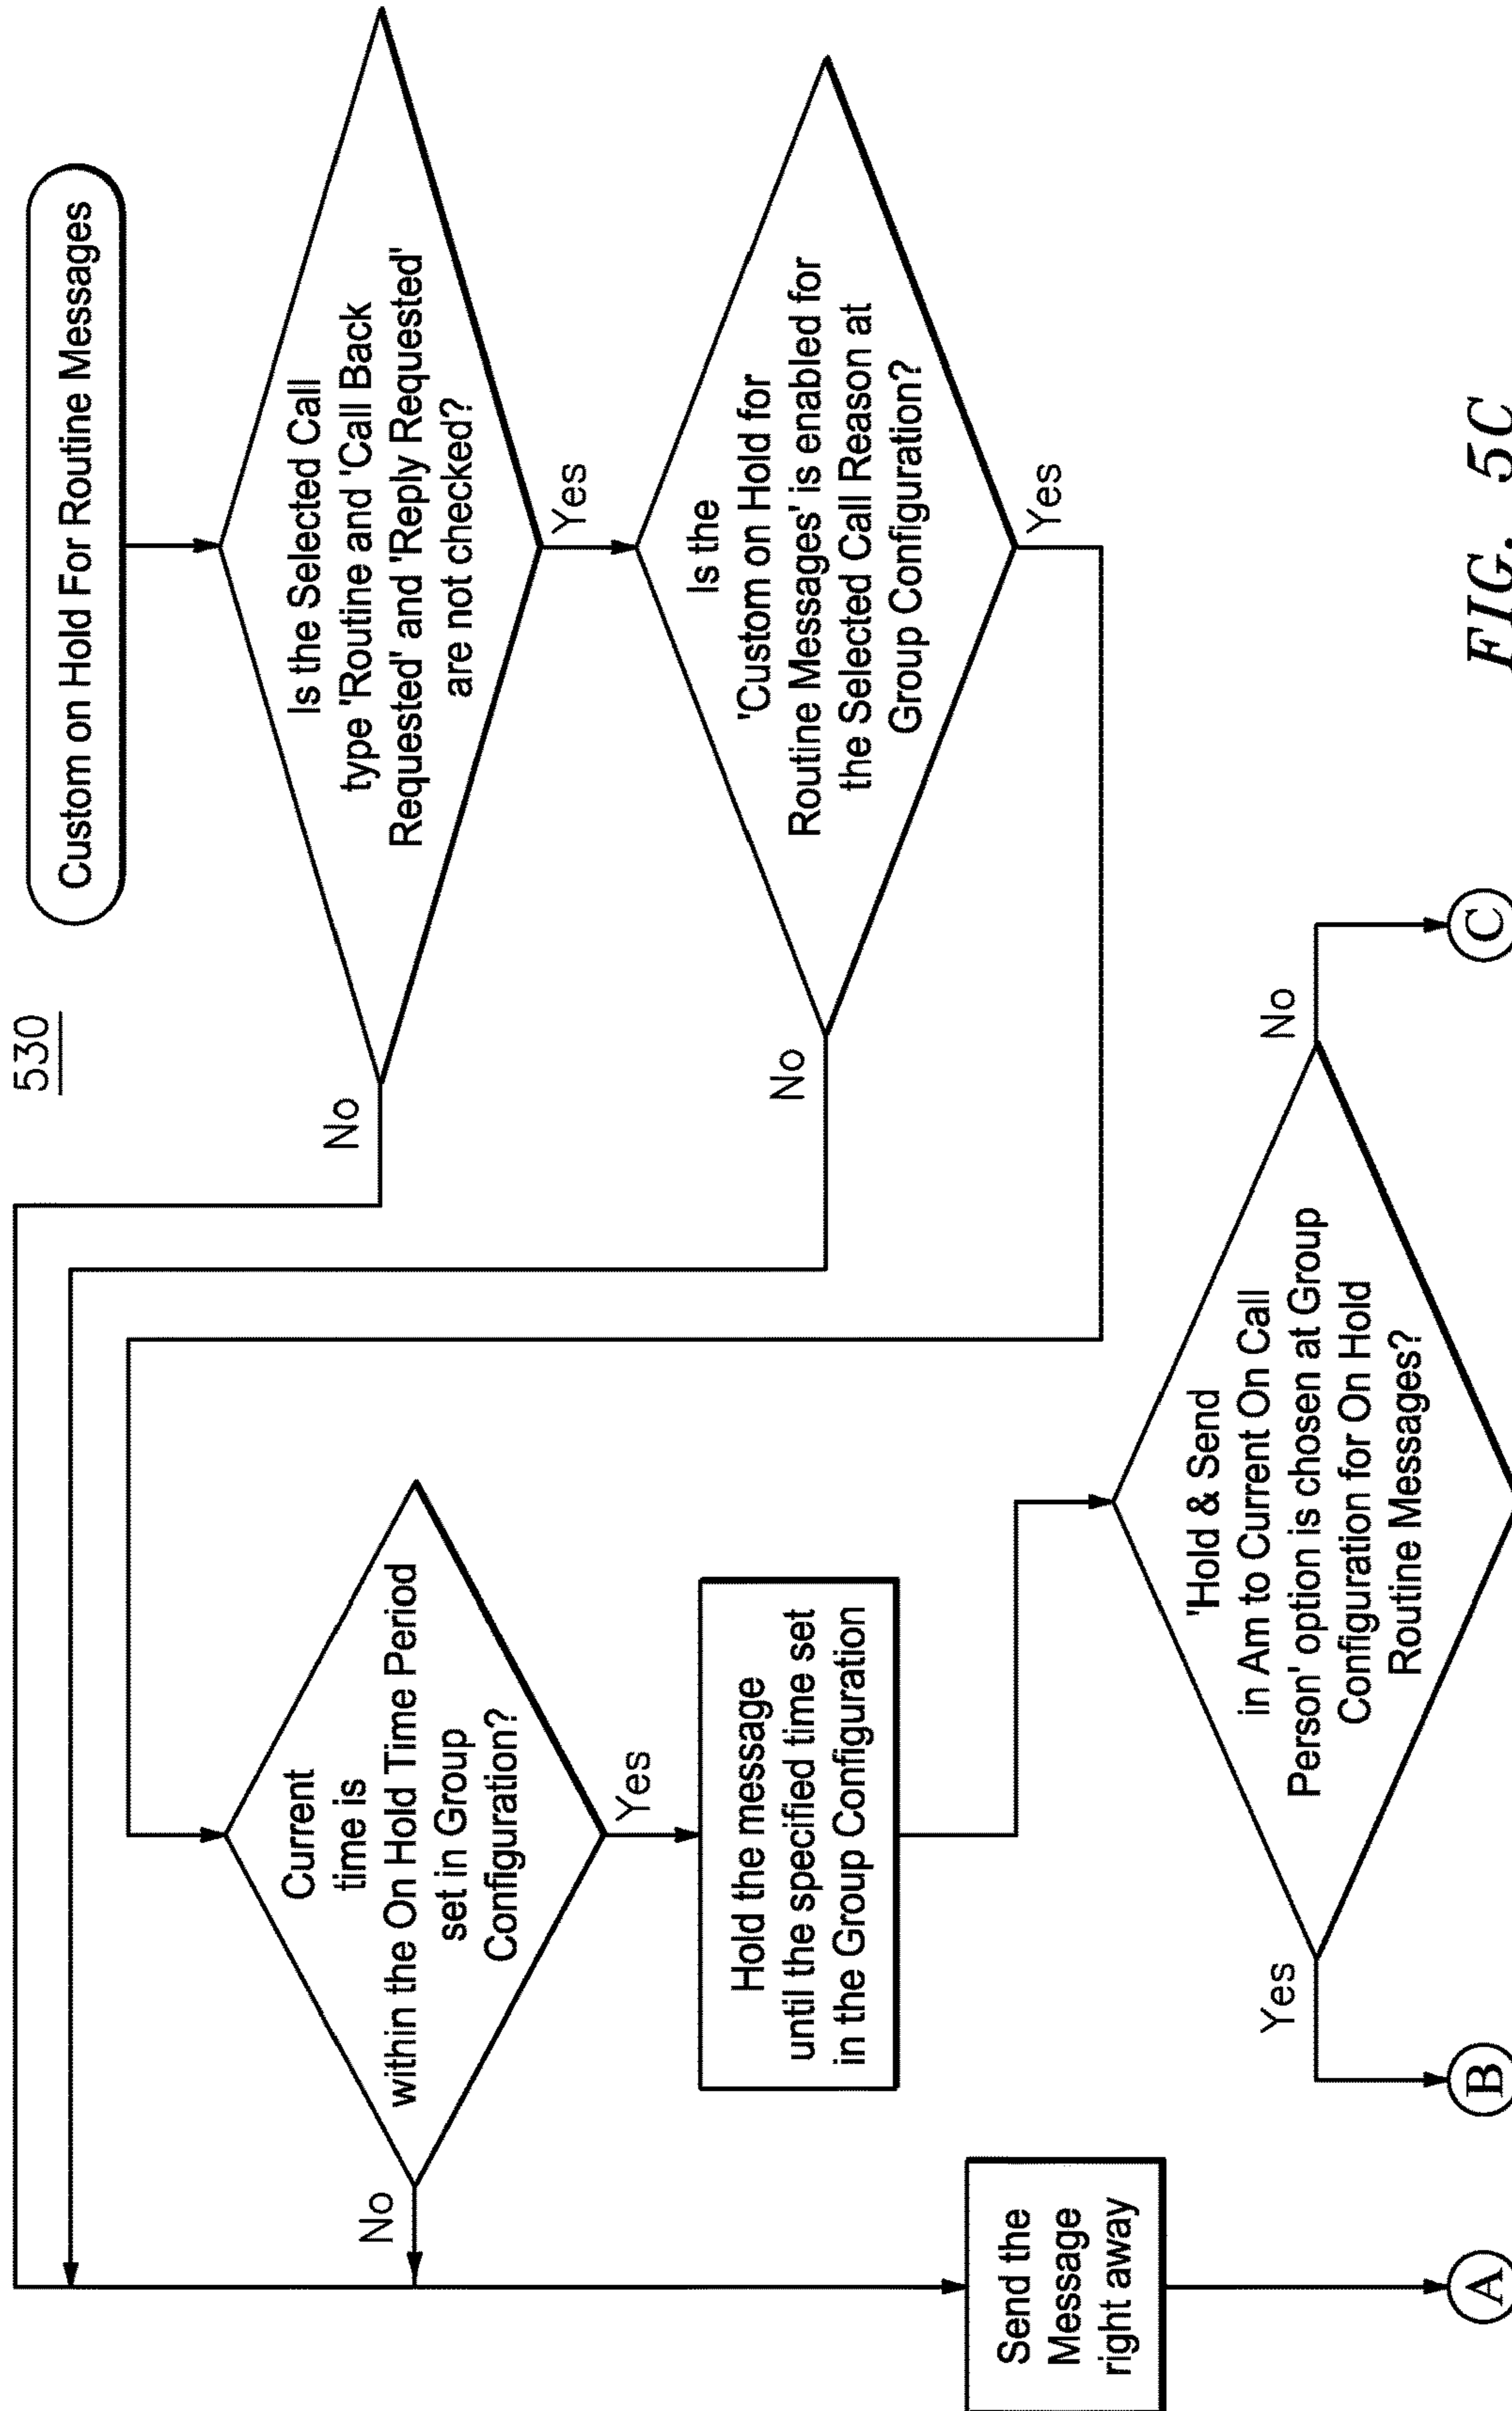 530
Custom on Hold For Routine Messages
Is the Selected Call
type 'Routine and 'Call Back
Requested' and 'Reply Requested'
are not checked?
No
Yes
Is the
'Custom on Hold for
Routine Messages' is enabled for
the Selected Call Reason at
Group Configuration?
No
Yes
Current
time is
within the On Hold Time Period
set in Group
Configuration?
No
Yes
Hold the message
until the specified time set
in the Group Configuration
'Hold & Send
in Am to Current On Call
Person' option is chosen at Group
Configuration for On Hold
Routine Messages?
Yes
No
Send the
Message
right away
A
B
C
FIG. 5C